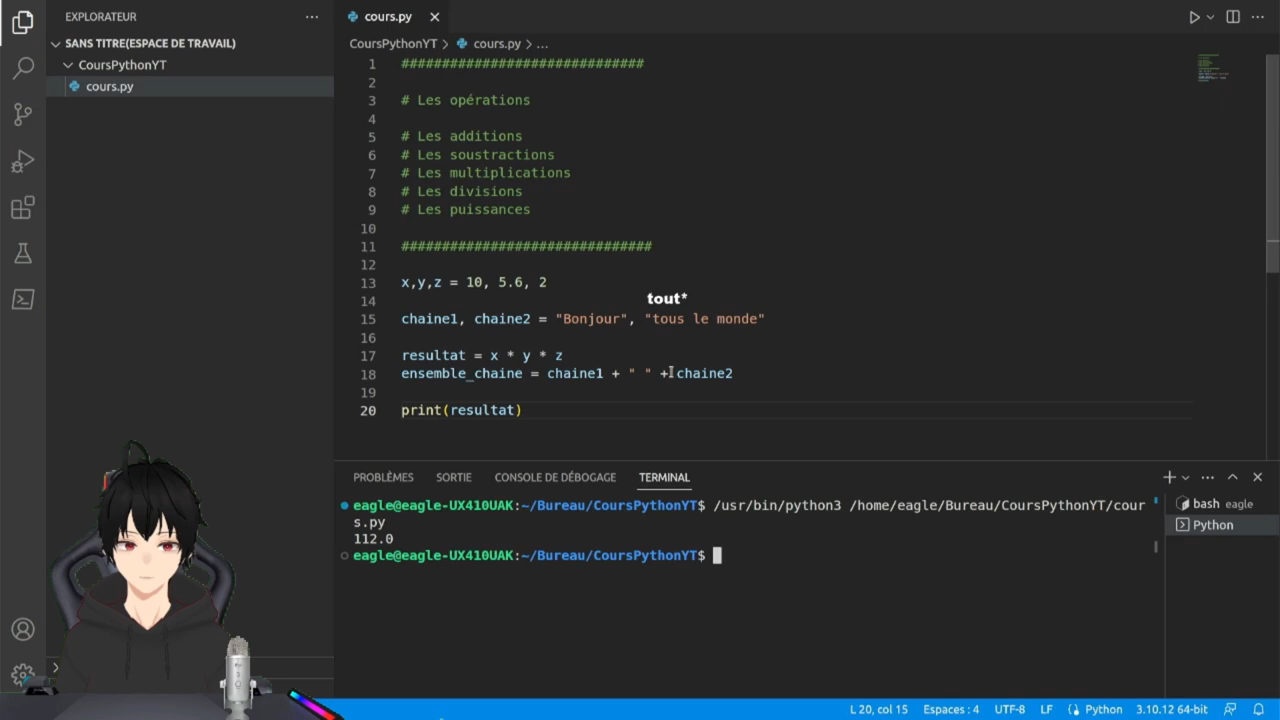 EXPLORATEUR
SANS TITRE(ESPACE DE TRAVAIL)
CoursPythonYT
cours.py
cours.py
CoursPythonYT > cours.py > ...
1 ##############################
2
3 # Les opérations
4
5 # Les additions
6 # Les soustractions
7 # Les multiplications
8 # Les divisions
9 # Les puissances
10
11 ###############################
12
13 x,y,z = 10, 5.6, 2
14
tout*
15 chaine1, chaine2 = "Bonjour", "tous le monde"
16
17 resultat = x * y * z
18 ensemble_chaine = chaine1 + " " + chaine2
19
20 print(resultat)
PROBLÈMES SORTIE CONSOLE DE DÉBOGAGE TERMINAL
eagle@eagle-UX410UAK:~/Bureau/CoursPythonYT$ /usr/bin/python3 /home/eagle/Bureau/CoursPythonYT/cour
s.py
112.0
eagle@eagle-UX410UAK:~/Bureau/CoursPythonYT$
bash eagle
Python
L 20, col 15 Espaces : 4 UTF-8 LF Python 3.10.12 64-bit